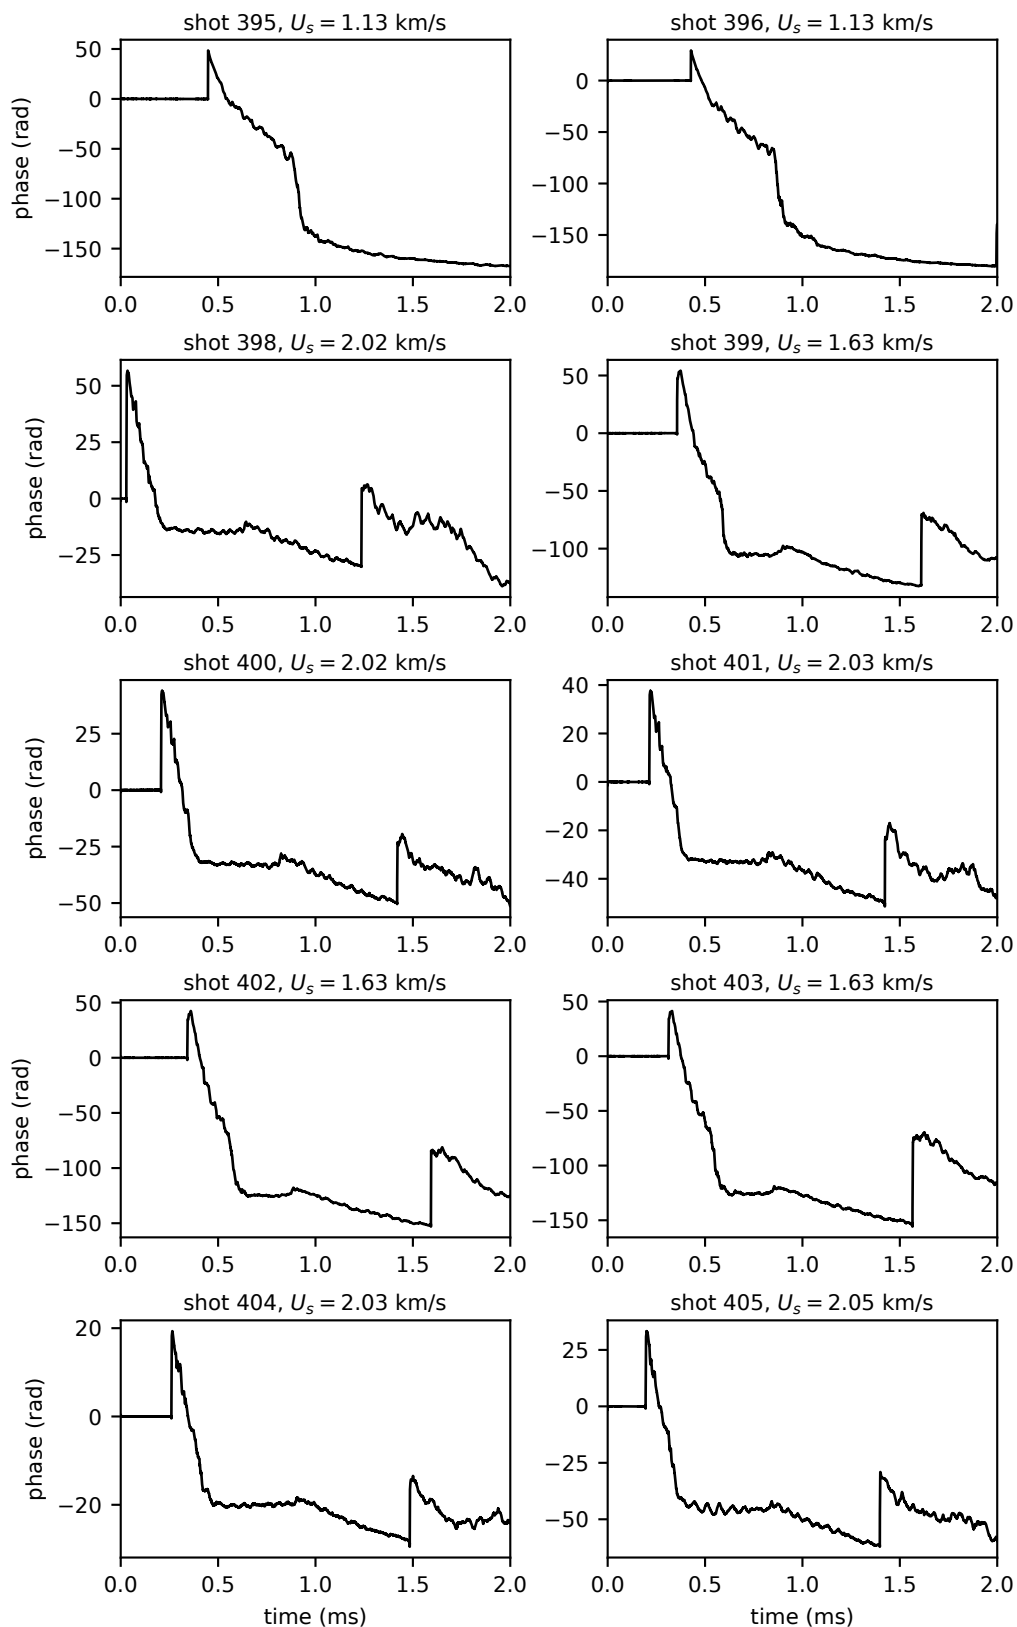 shot 395, U_s = 1.13 km/s
shot 396, U_s = 1.13 km/s
phase (rad)
50
0
−50
−100
−150
0
−50
−100
−150
0.0 0.5 1.0 1.5 2.0
0.0 0.5 1.0 1.5 2.0
shot 398, U_s = 2.02 km/s
shot 399, U_s = 1.63 km/s
phase (rad)
50
25
0
−25
50
0
−50
−100
0.0 0.5 1.0 1.5 2.0
0.0 0.5 1.0 1.5 2.0
shot 400, U_s = 2.02 km/s
shot 401, U_s = 2.03 km/s
phase (rad)
25
0
−25
−50
40
20
0
−20
−40
0.0 0.5 1.0 1.5 2.0
0.0 0.5 1.0 1.5 2.0
shot 402, U_s = 1.63 km/s
shot 403, U_s = 1.63 km/s
phase (rad)
50
0
−50
−100
−150
50
0
−50
−100
−150
0.0 0.5 1.0 1.5 2.0
0.0 0.5 1.0 1.5 2.0
shot 404, U_s = 2.03 km/s
shot 405, U_s = 2.05 km/s
phase (rad)
20
0
−20
25
0
−25
−50
0.0 0.5 1.0 1.5 2.0
0.0 0.5 1.0 1.5 2.0
time (ms)
time (ms)